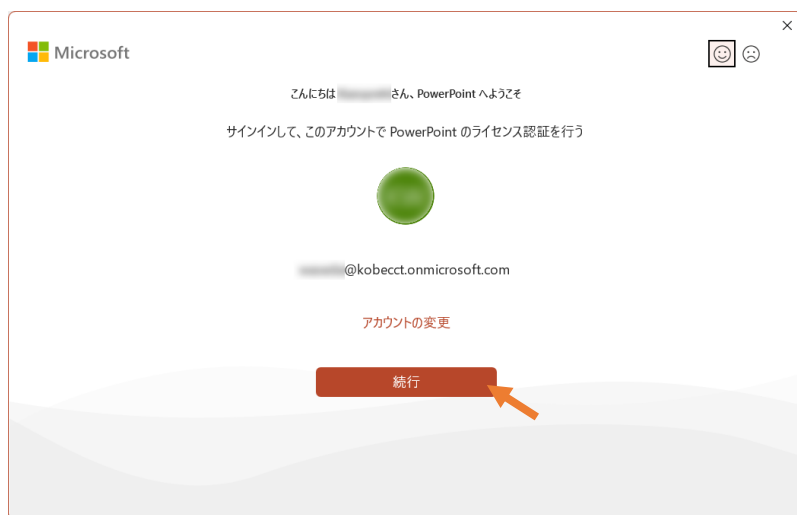 Microsoft
こんにちは さん、PowerPoint へようこそ
サインインして、このアカウントで PowerPoint のライセンス認証を行う
@kobecct.onmicrosoft.com
アカウントの変更
続行